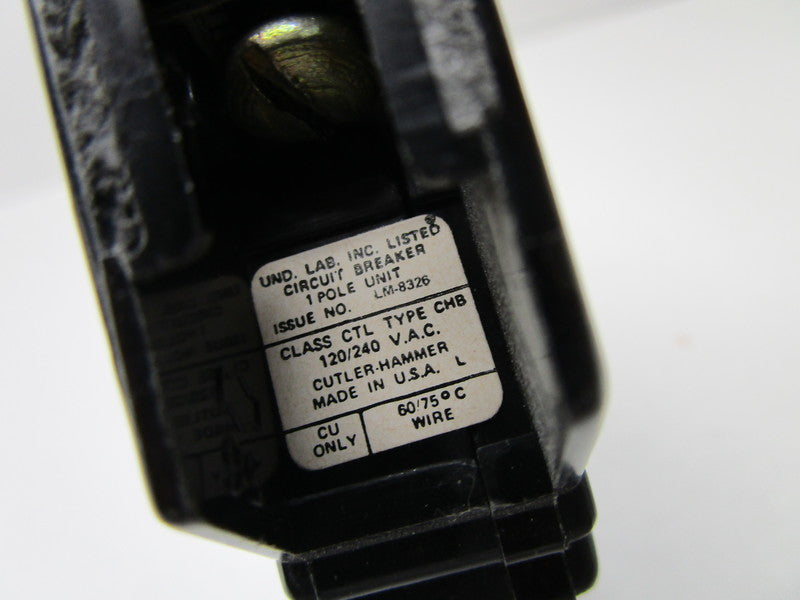 UND. LAB. INC. LISTED
CIRCUIT BREAKER
1 POLE UNIT
ISSUE NO. LM-8326
CLASS CTL TYPE CHB
120/240 V.A.C.
CUTLER-HAMMER
MADE IN U.S.A. L
CU
ONLY
60/75° C
WIRE